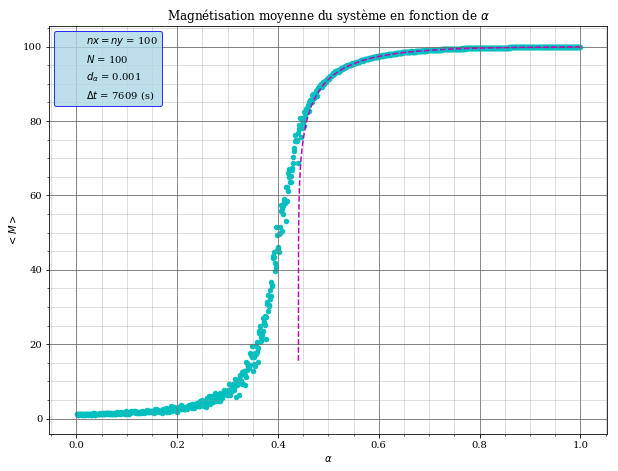 Magnétisation moyenne du système en fonction de α
nx = ny = 100
N = 100
dα = 0.001
Δt = 7609 (s)
100
80
60
40
20
0
< M >
0.0 0.2 0.4 0.6 0.8 1.0
α